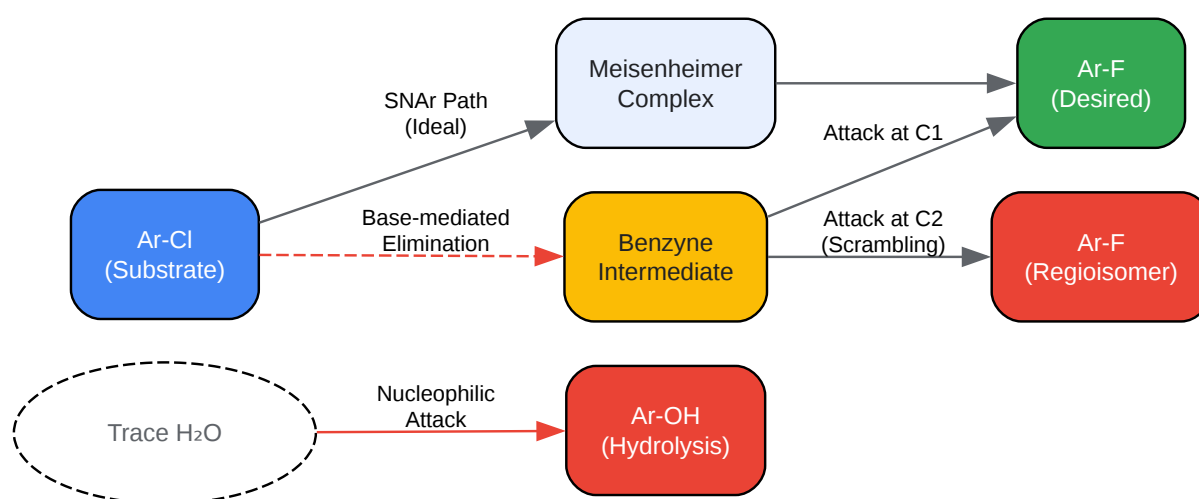 Meisenheimer
Complex
Ar-F
(Desired)
SNAr Path
(Ideal)
Attack at C1
Ar-Cl
(Substrate)
Base-mediated
Elimination
Benzyne
Intermediate
Attack at C2
(Scrambling)
Ar-F
(Regioisomer)
Trace H₂O
Nucleophilic
Attack
Ar-OH
(Hydrolysis)